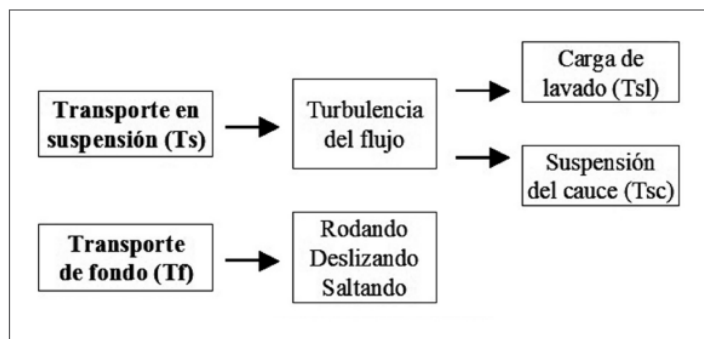 Transporte en
suspensión (Ts)
Turbulencia
del flujo
Carga de
lavado (Tsl)
Suspensión
del cauce (Tsc)
Transporte
de fondo (Tf)
Rodando
Deslizando
Saltando